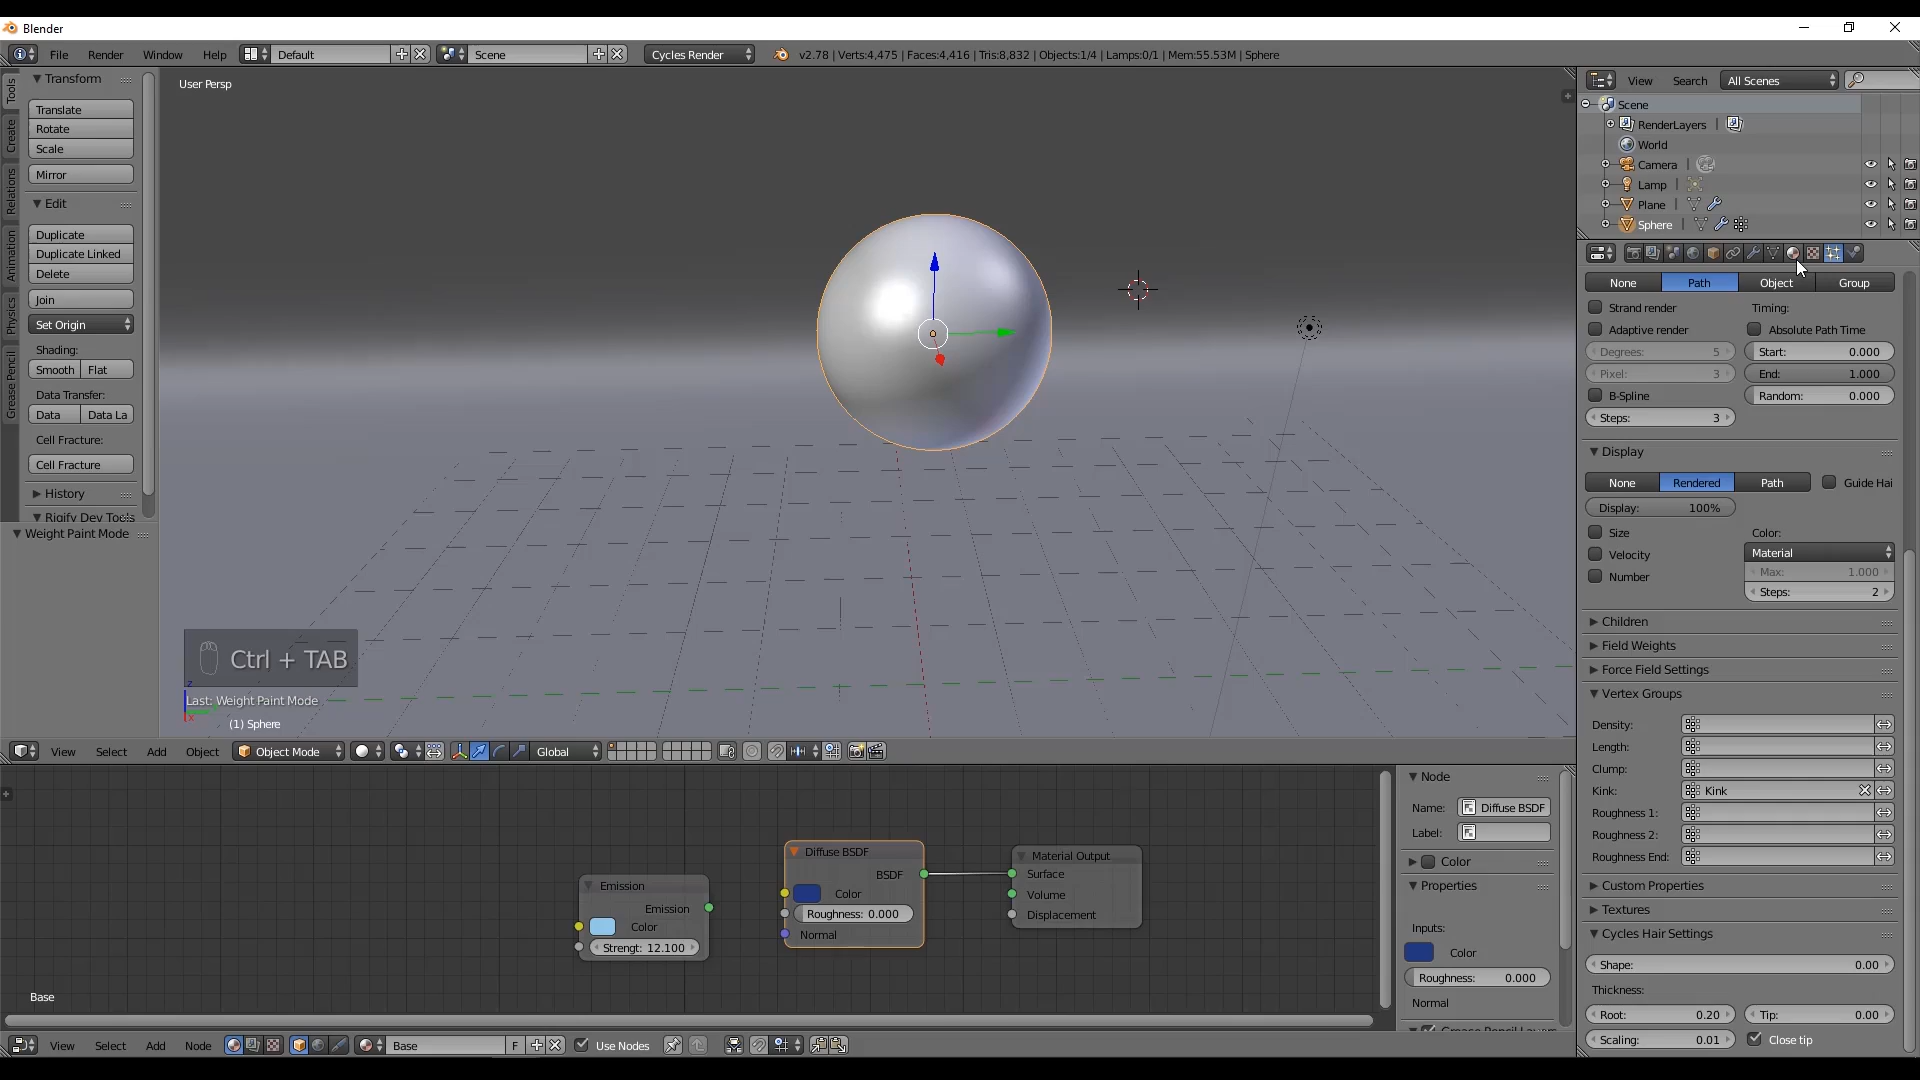 Blender
File Render Window Help Default Scene Cycles Render v2.78 | Verts:4,475 | Faces:4,416 | Tris:8,832 | Objects:1/4 | Lamps:0/1 | Mem:55.53M | Sphere
Tools
Create
Relations
Animation
Physics
Grease Pencil
Transform
Translate
Rotate
Scale
Mirror
Edit
Duplicate
Duplicate Linked
Delete
Join
Set Origin
Shading:
Smooth Flat
Data Transfer:
Data Data La
Cell Fracture:
Cell Fracture
History
Rigify Dev Tools
Weight Paint Mode
User Persp
Ctrl + TAB
Last: Weight Paint Mode
z
x
(1) Sphere
View Select Add Object Object Mode Global
View Search All Scenes
Scene
RenderLayers |
World
Camera |
Lamp |
Plane |
Sphere |
None Path Object Group
Strand render Timing:
Adaptive render Absolute Path Time
Degrees: 5 Start: 0.000
Pixel: 3 End: 1.000
B-Spline Random: 0.000
Steps: 3
Display
None Rendered Path Guide Hai
Display: 100%
Size Color:
Velocity Material
Number Max: 1.000
Steps: 2
Children
Field Weights
Force Field Settings
Vertex Groups
Density:
Length:
Clump:
Kink: Kink
Roughness 1:
Roughness 2:
Roughness End:
Custom Properties
Textures
Cycles Hair Settings
Shape: 0.00
Thickness:
Root: 0.20 Tip: 0.00
Scaling: 0.01 Close tip
Emission
Emission
Color
Strengt: 12.100
Diffuse BSDF
BSDF
Color
Roughness: 0.000
Normal
Material Output
Surface
Volume
Displacement
Base
Node
Name: Diffuse BSDF
Label:
Color
Properties
Inputs:
Color
Roughness: 0.000
Normal
View Select Add Node Base F Use Nodes